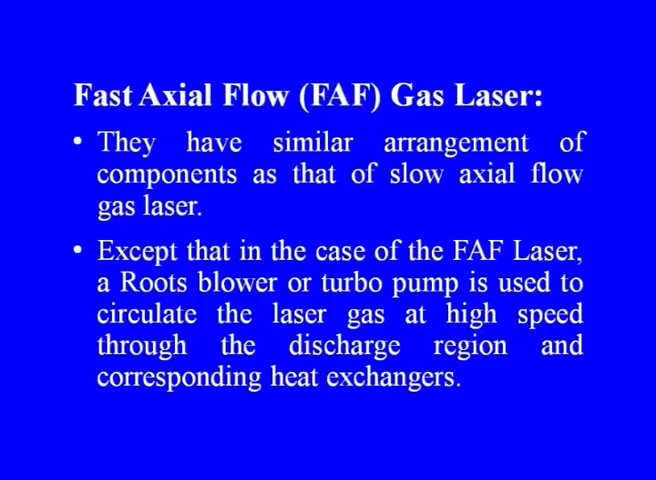 Fast Axial Flow (FAF) Gas Laser:
• They have similar arrangement of
components as that of slow axial flow
gas laser.
• Except that in the case of the FAF Laser,
a Roots blower or turbo pump is used to
circulate the laser gas at high speed
through the discharge region and
corresponding heat exchangers.